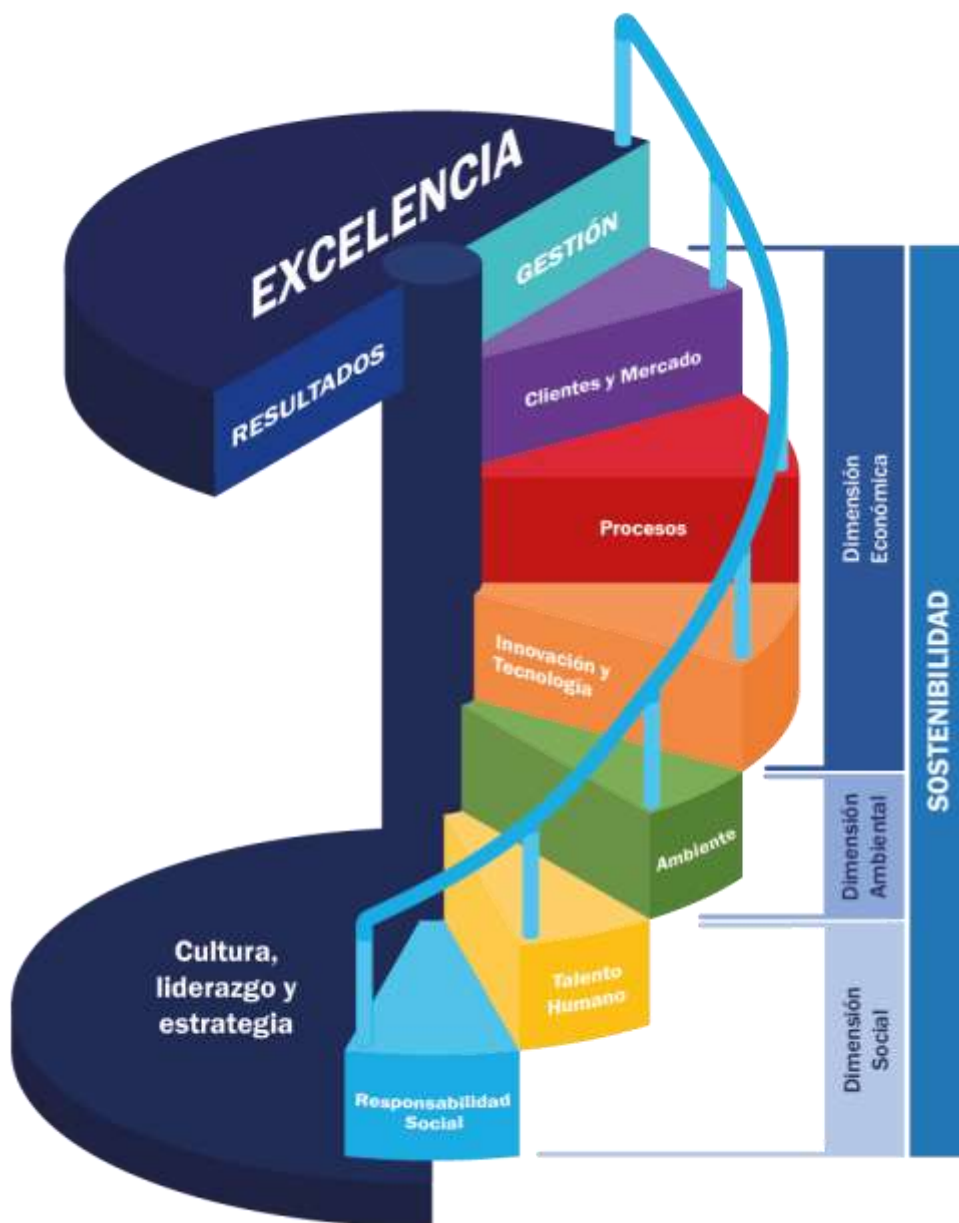 EXCELENCIA
GESTIÓN
RESULTADOS
Clientes y Mercado
Procesos
Innovación y
Tecnología
Ambiente
Talento
Humano
Responsabilidad
Social
Cultura,
liderazgo y
estrategia
Dimensión
Económica
Dimensión
Ambiental
Dimensión
Social
SOSTENIBILIDAD